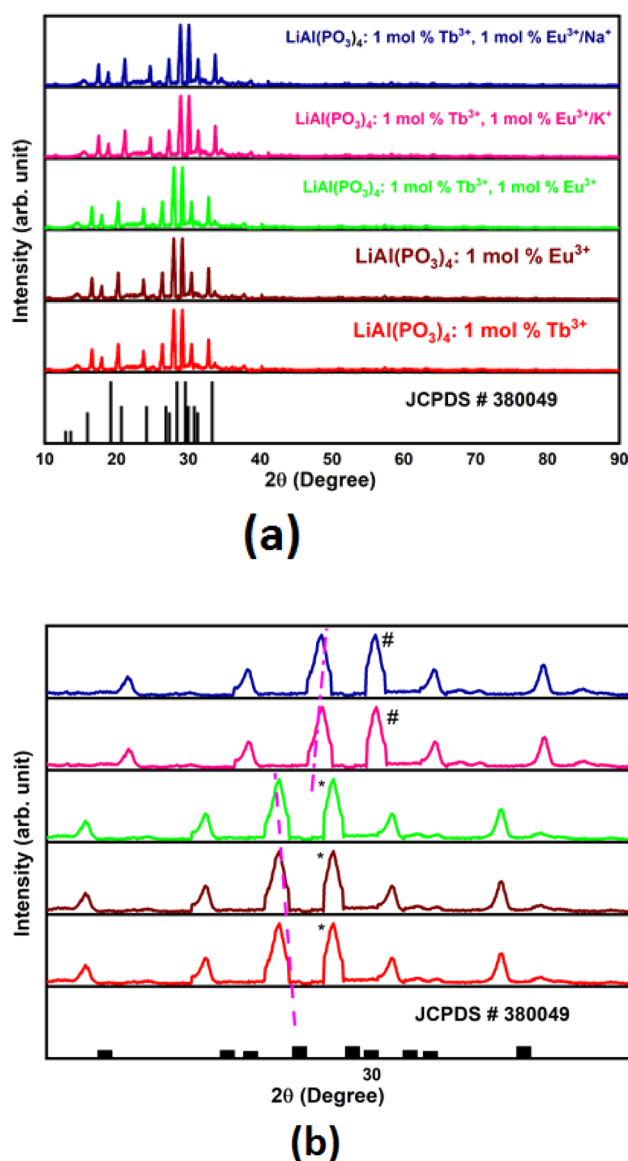 LiAl(PO₃)₄: 1 mol % Tb³⁺, 1 mol % Eu³⁺/Na⁺
LiAl(PO₃)₄: 1 mol % Tb³⁺, 1 mol % Eu³⁺/K⁺
LiAl(PO₃)₄: 1 mol % Tb³⁺, 1 mol % Eu³⁺
LiAl(PO₃)₄: 1 mol % Eu³⁺
LiAl(PO₃)₄: 1 mol % Tb³⁺
JCPDS # 380049
Intensity (arb. unit)
10 20 30 40 50 60 70 80 90
2θ (Degree)
(a)
#
#
*
*
*
JCPDS # 380049
Intensity (arb. unit)
30
2θ (Degree)
(b)